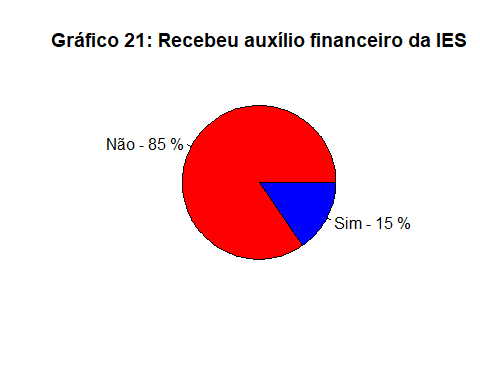 Gráfico 21: Recebeu auxílio financeiro da IES
Não - 85 %
Sim - 15 %